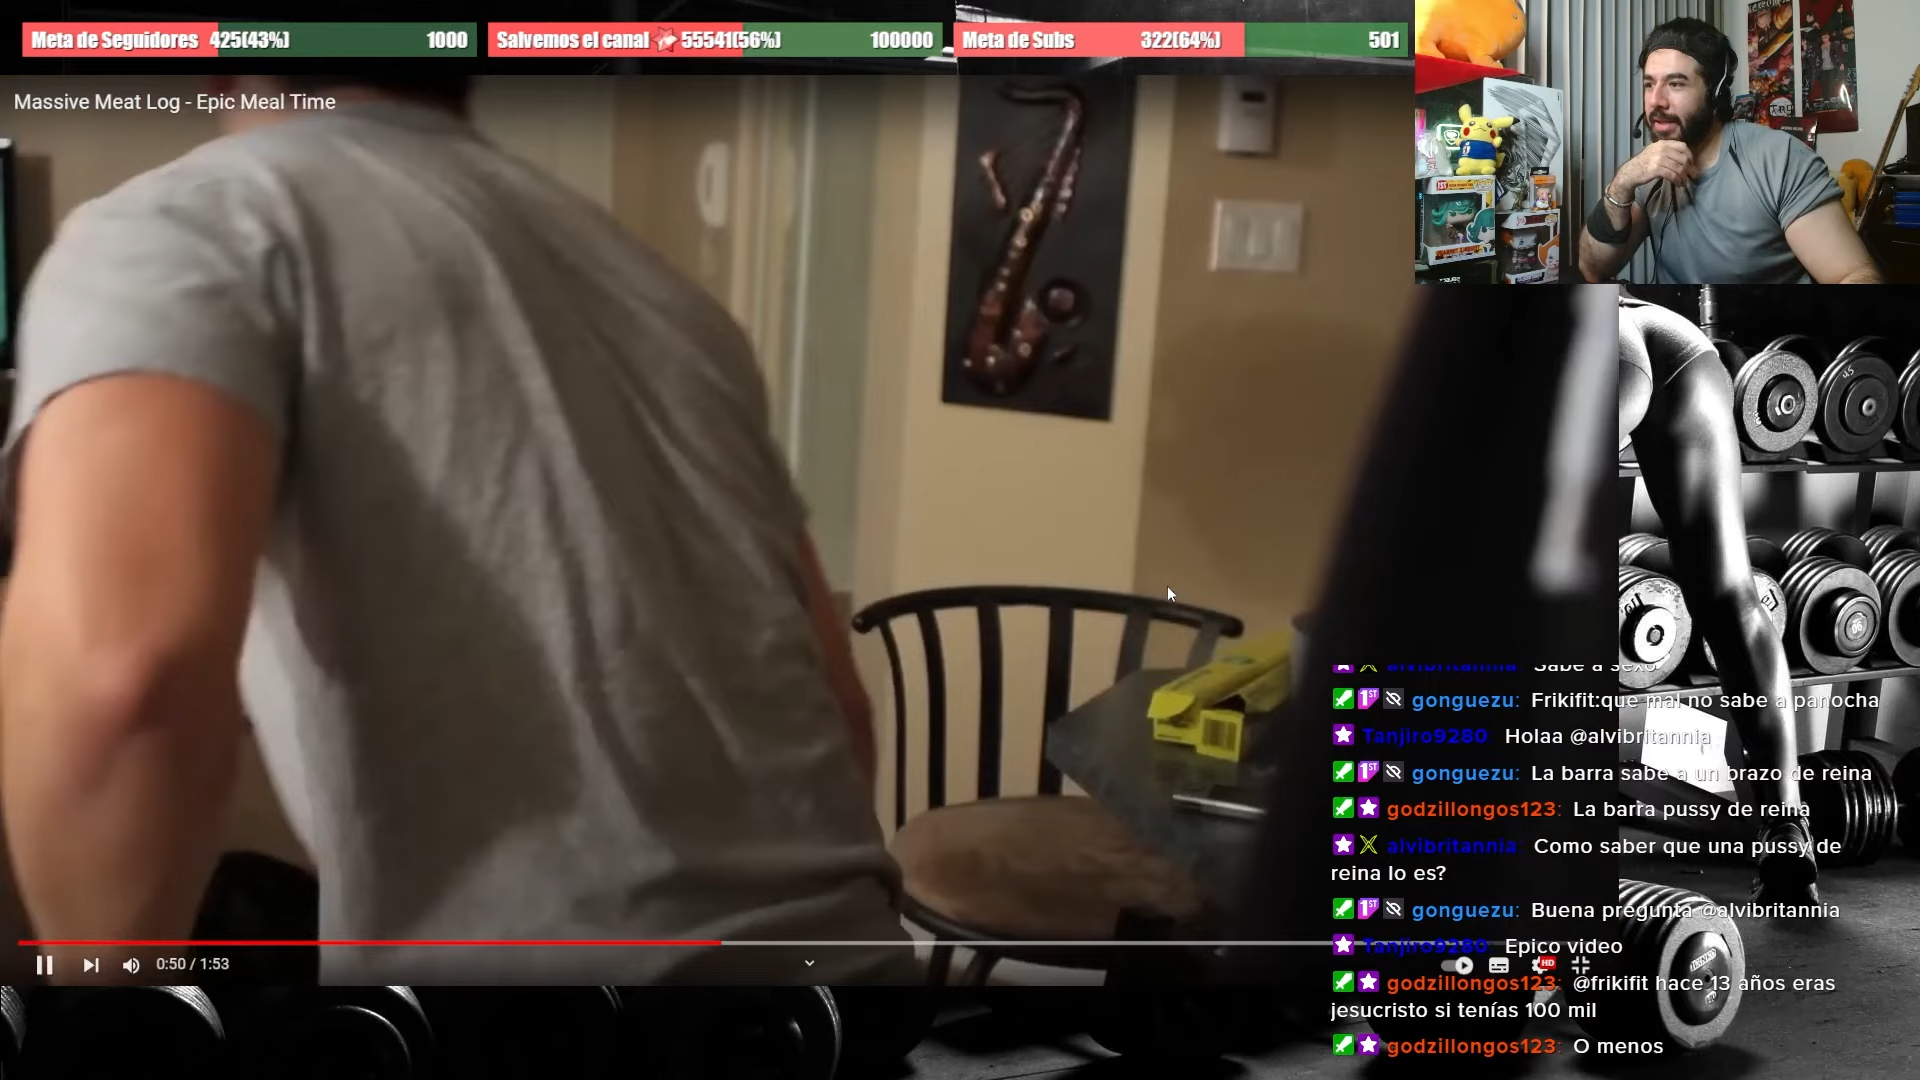 Meta de Seguidores 425(43%) 1000
Salvemos el canal 55541(56%) 100000
Meta de Subs 322(64%) 501
Massive Meat Log - Epic Meal Time
alvibritannia Sabe a sexo
gonguezu: Frikifit:que mal no sabe a panocha
Tanjiro9280 Holaa @alvibritannia
gonguezu: La barra sabe a un brazo de reina
godzillongos123: La barra pussy de reina
alvibritannia Como saber que una pussy de
reina lo es?
gonguezu: Buena pregunta @alvibritannia
Tanjiro9280 Epico video
0:50 / 1:53
HD
godzillongos123: @frikifit hace 13 años eras
jesucristo si tenías 100 mil
godzillongos123: O menos